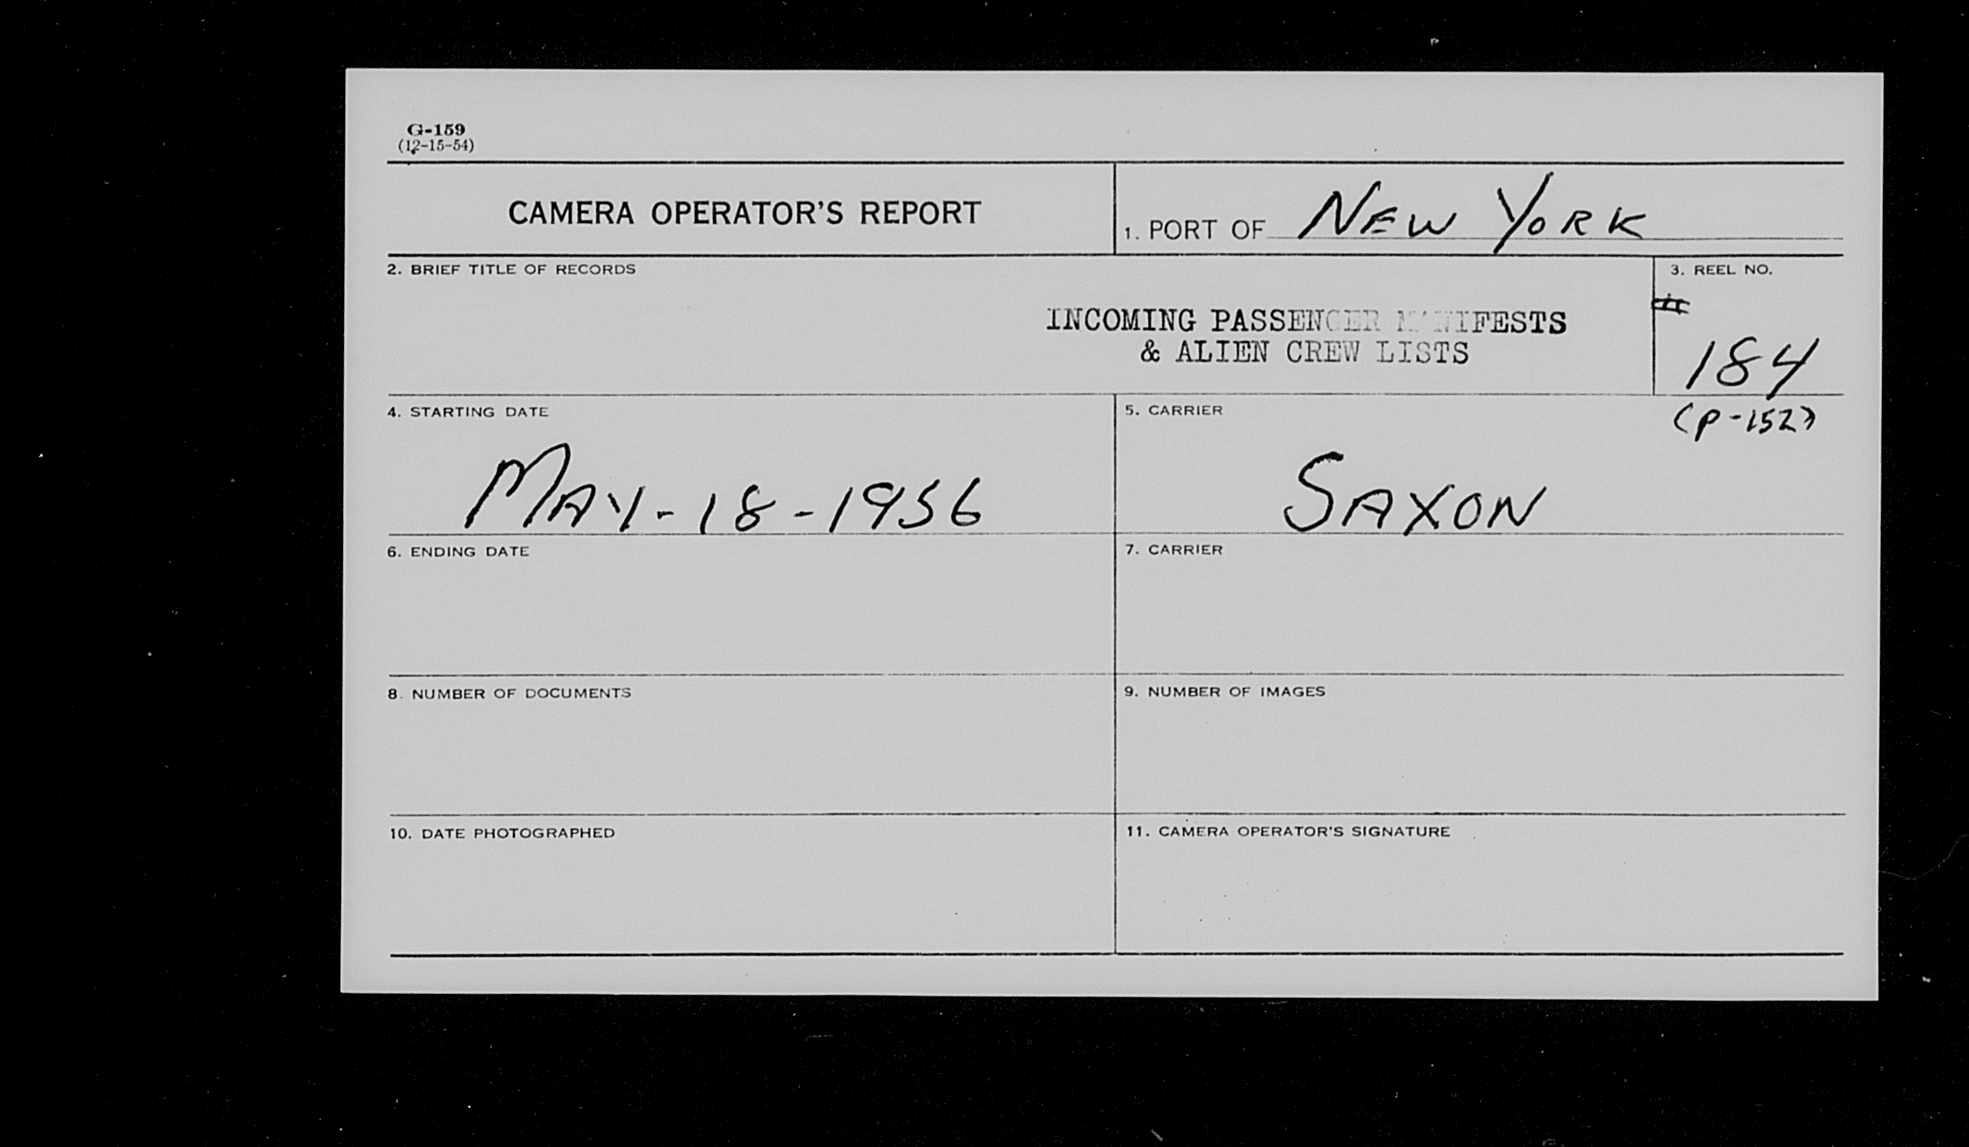 G-159
(12-15-54)
CAMERA OPERATOR'S REPORT
1. PORT OF NEW YORK
2. BRIEF TITLE OF RECORDS
INCOMING PASSENGER MANIFESTS
& ALIEN CREW LISTS
3. REEL NO.
#
184
(P-152)
4. STARTING DATE
MAY-18-1956
5. CARRIER
SAXON
6. ENDING DATE
7. CARRIER
8. NUMBER OF DOCUMENTS
9. NUMBER OF IMAGES
10. DATE PHOTOGRAPHED
11. CAMERA OPERATOR'S SIGNATURE